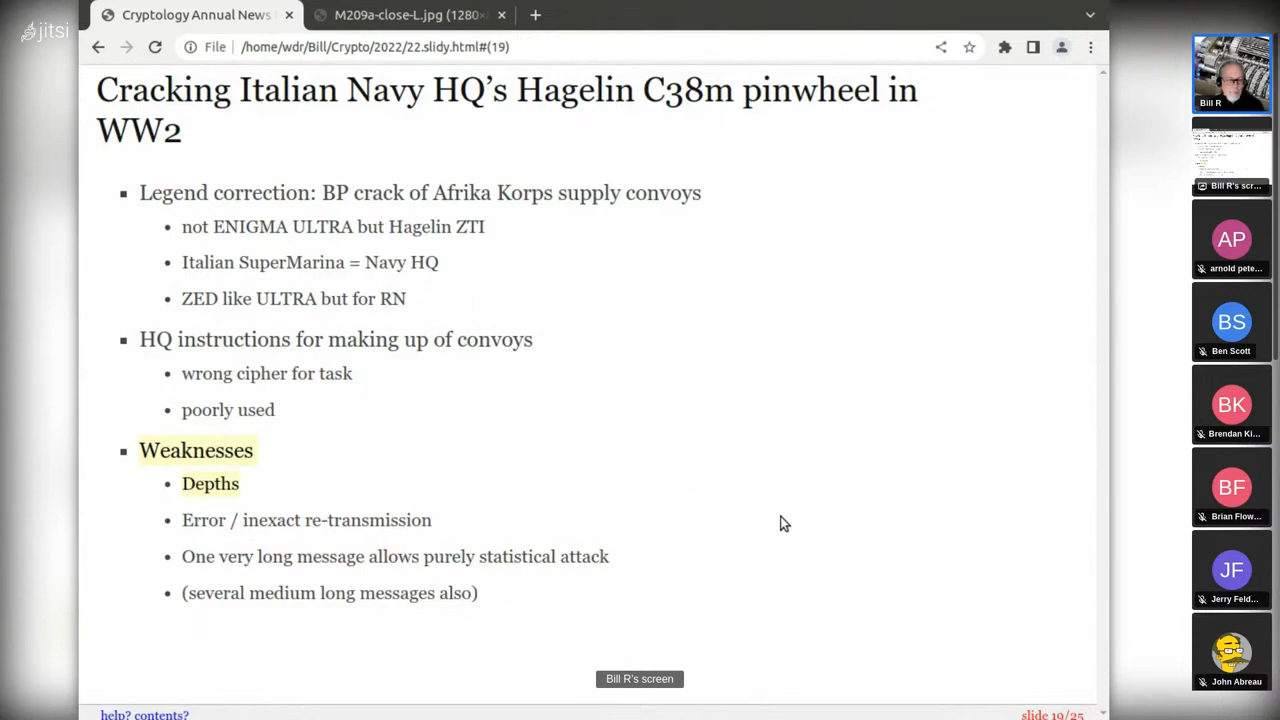 jitsi
Cryptology Annual News
M209a-close-L.jpg (1280×
File
/home/wdr/Bill/Crypto/2022/22.slidy.html#(19)
Cracking Italian Navy HQ’s Hagelin C38m pinwheel in
WW2
Legend correction: BP crack of Afrika Korps supply convoys
not ENIGMA ULTRA but Hagelin ZTI
Italian SuperMarina = Navy HQ
ZED like ULTRA but for RN
HQ instructions for making up of convoys
wrong cipher for task
poorly used
Weaknesses
Depths
Error / inexact re-transmission
One very long message allows purely statistical attack
(several medium long messages also)
Bill R's screen
help? contents?
slide 19/25
Bill R
Bill R's scr...
AP
arnold pete...
BS
Ben Scott
BK
Brendan Ki...
BF
Brian Flow...
JF
Jerry Feld...
John Abreau